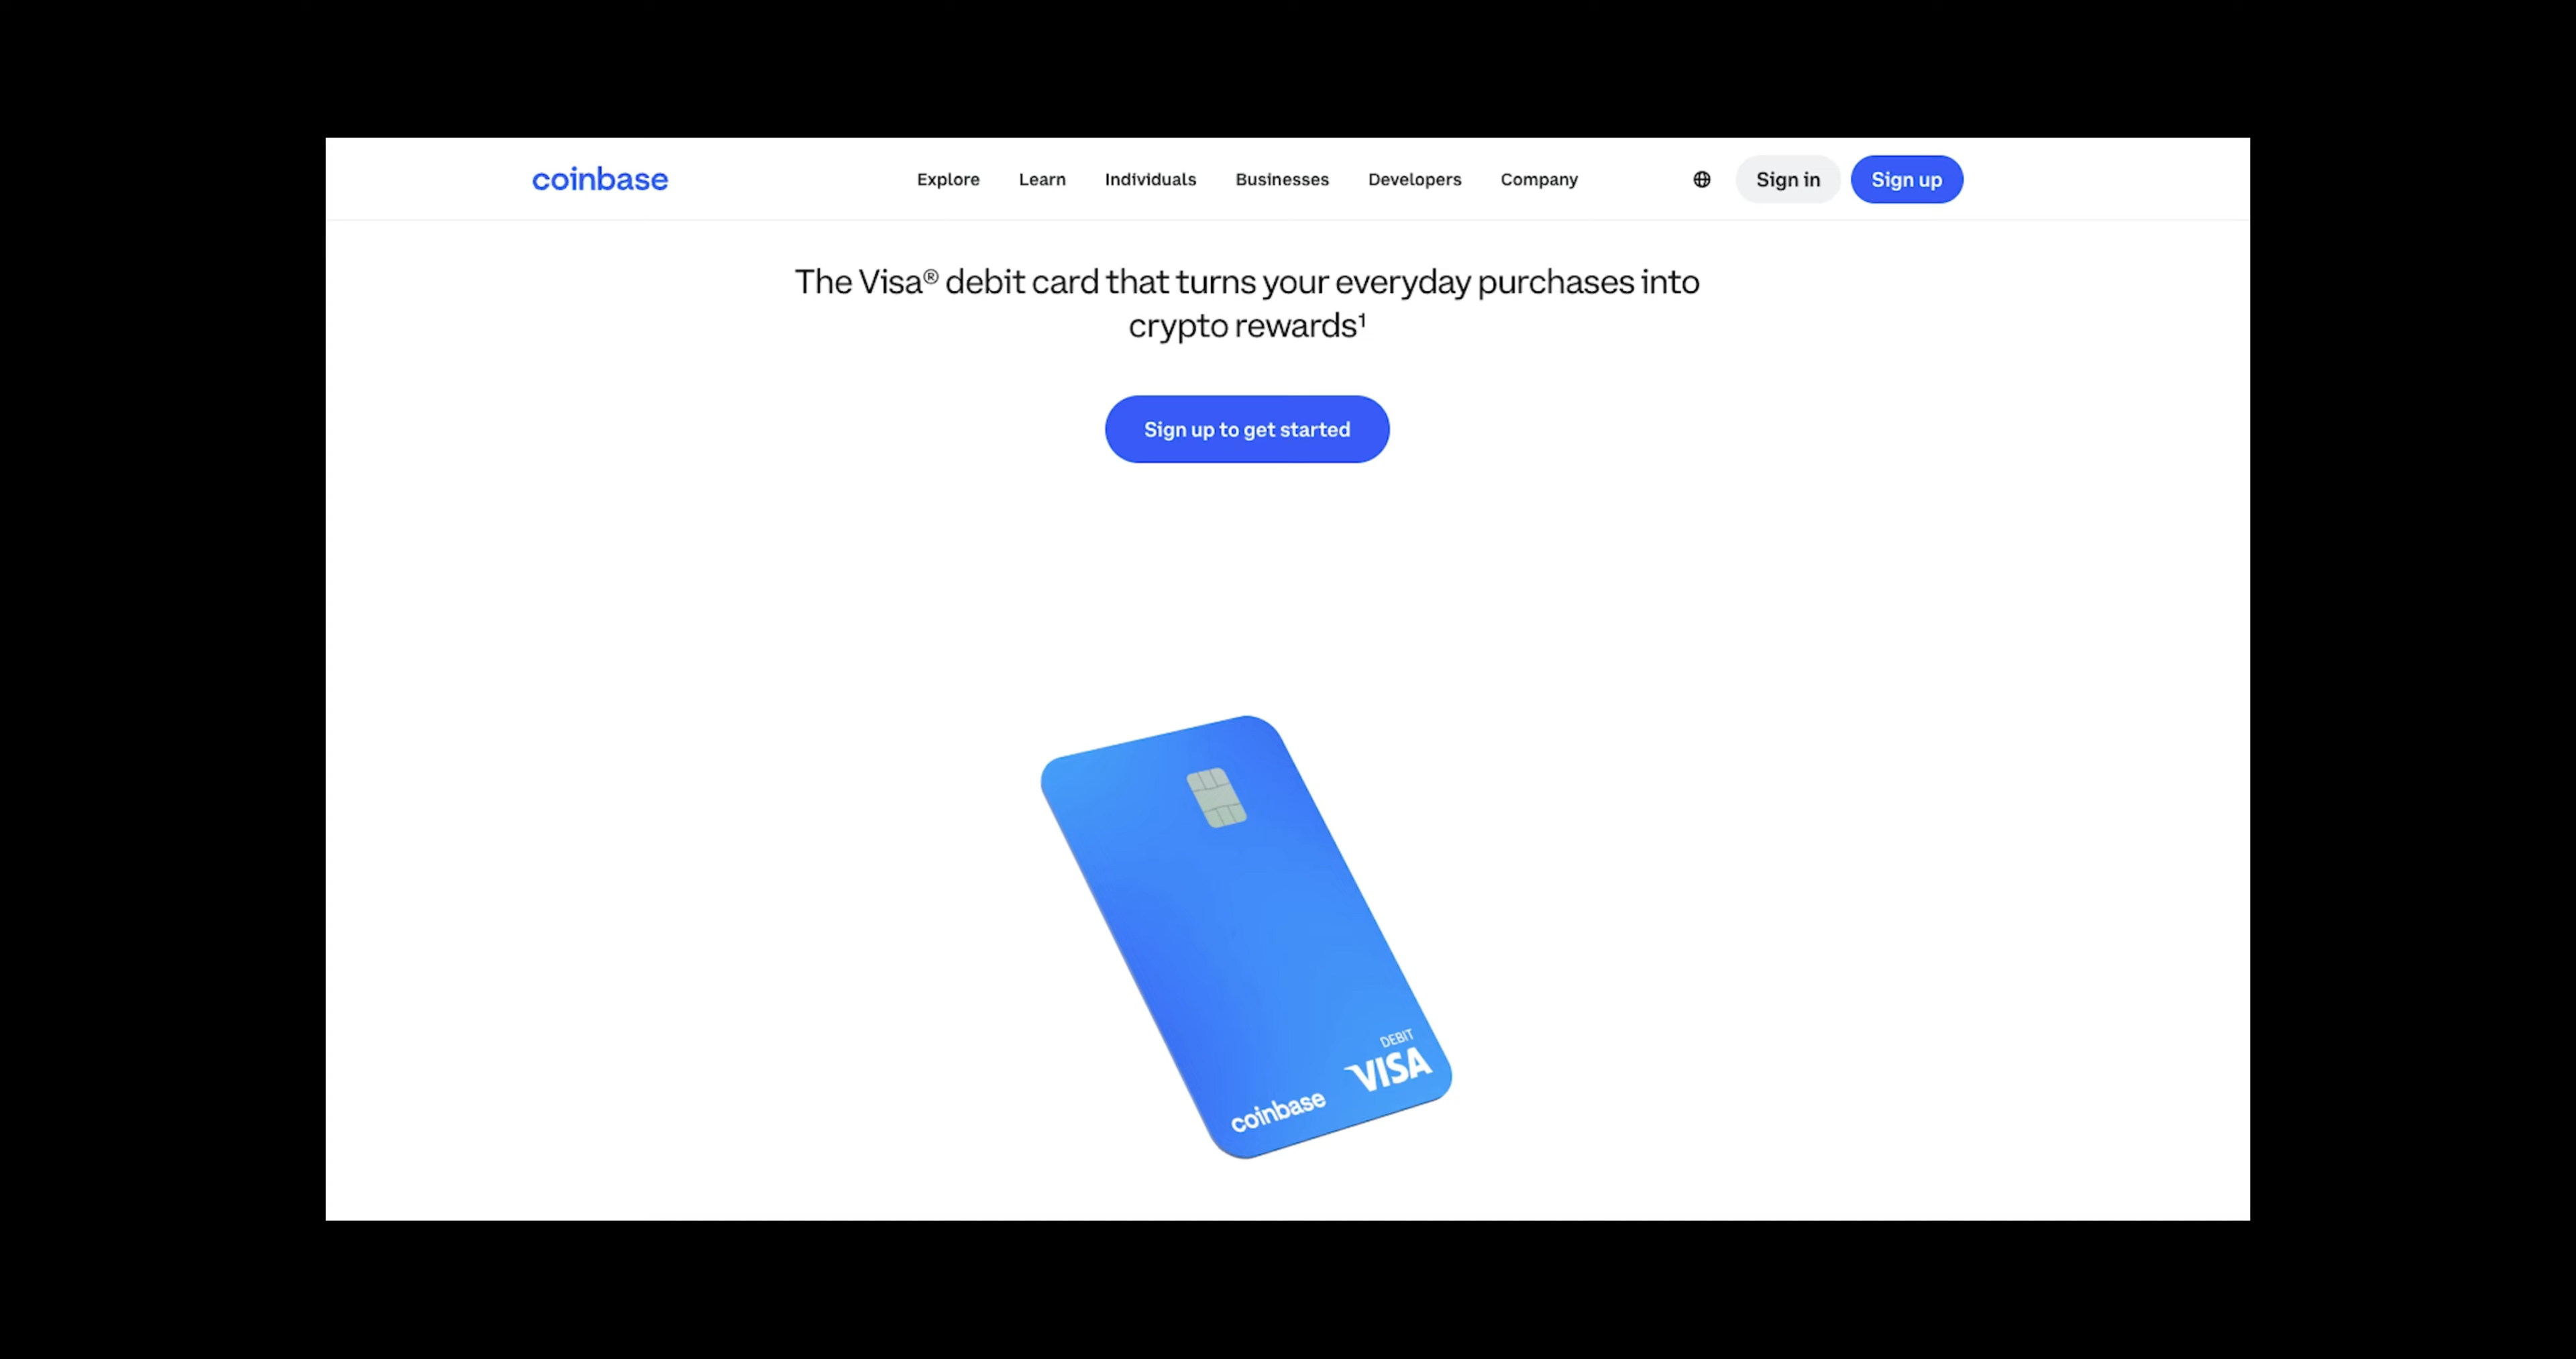 coinbase
Explore Learn Individuals Businesses Developers Company Sign in Sign up
The Visa® debit card that turns your everyday purchases into
crypto rewards¹
Sign up to get started
DEBIT
VISA
coinbase